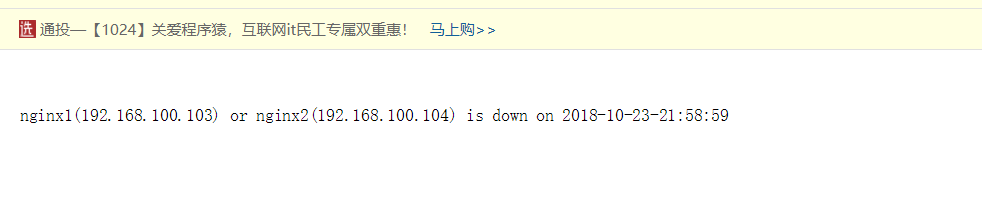 选 通投—【1024】关爱程序猿，互联网it民工专属双重惠！ 马上购>>
nginx1(192.168.100.103) or nginx2(192.168.100.104) is down on 2018-10-23-21:58:59